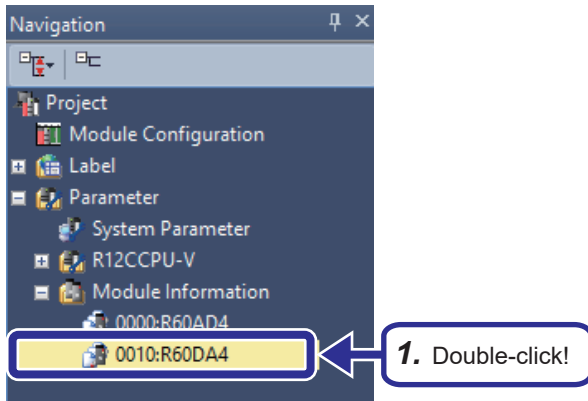 Navigation
Project
Module Configuration
Label
Parameter
System Parameter
R12CCPU-V
Module Information
0000:R60AD4
0010:R60DA4
1. Double-click!